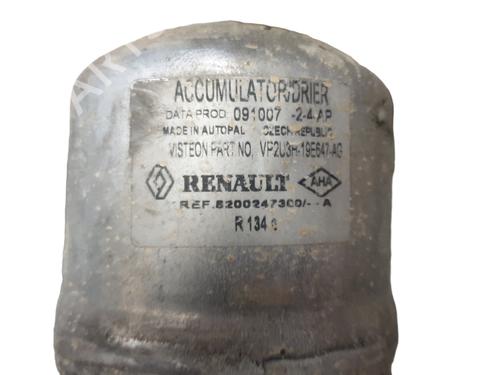 ACCUMULATOR/DRIER
DATA PROD. 091007 -2-4-AP
MADE IN AUTOPAL CZECH REPUBLIC
VISTEON PART NO, VP2U3H-19E647-AG
RENAULT AHA
REF.8200247300/--A
R 134